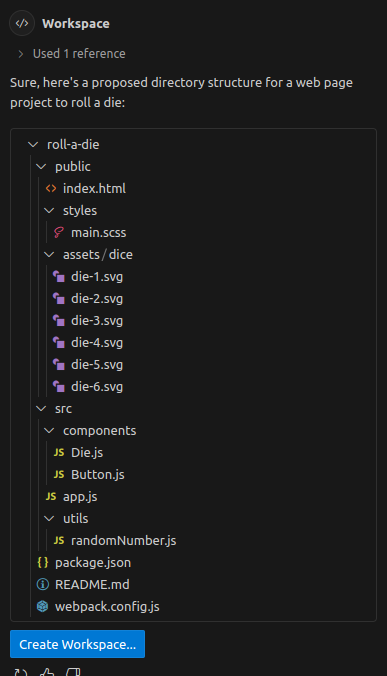 Workspace
Used 1 reference
Sure, here's a proposed directory structure for a web page
project to roll a die:
roll-a-die
public
index.html
styles
main.scss
assets/dice
die-1.svg
die-2.svg
die-3.svg
die-4.svg
die-5.svg
die-6.svg
src
components
JS Die.js
JS Button.js
JS app.js
utils
JS randomNumber.js
{} package.json
README.md
webpack.config.js
Create Workspace...